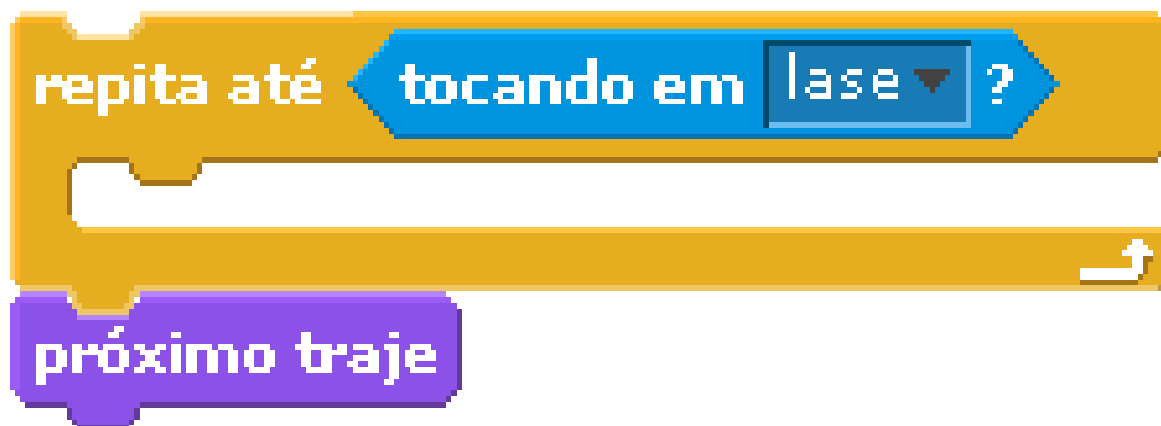 repita até tocando em lase ?
próximo traje